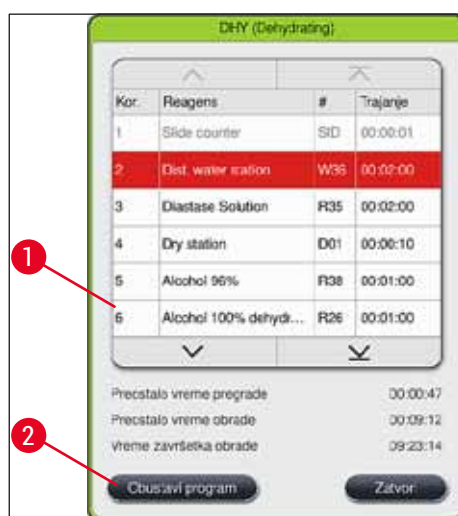 DHY (Dehydrating)
Kor. Reagens # Trajanje
1 Slide counter SID 00:00:01
2 Dist. water station W36 00:02:00
3 Diastase Solution R35 00:02:00
4 Dry station D01 00:00:10
5 Alcohol 96% R38 00:01:00
6 Alcohol 100% dehydr... R26 00:01:00
1
Preostalo vreme pregrade 00:00:47
Preostalo vreme obrade 00:09:12
Vreme završetka obrade 09:23:14
2
Obustavi program Zatvor